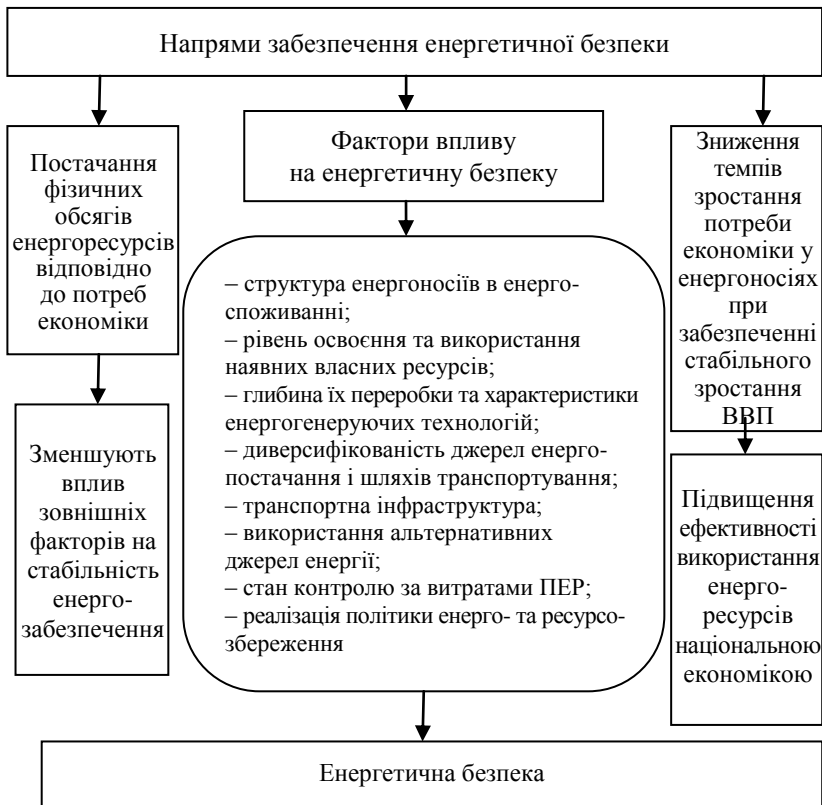 Напрями забезпечення енергетичної безпеки
Постачання
фізичних
обсягів
енергоресурсів
відповідно
до потреб
економіки
Зменшують
вплив
зовнішніх
факторів на
стабільність
енерго-
забезпечення
Фактори впливу
на енергетичну безпеку
– структура енергоносіїв в енерго-
споживанні;
– рівень освоєння та використання
наявних власних ресурсів;
– глибина їх переробки та характеристики
енергогенеруючих технологій;
– диверсифікованість джерел енерго-
постачання і шляхів транспортування;
– транспортна інфраструктура;
– використання альтернативних
джерел енергії;
– стан контролю за витратами ПЕР;
– реалізація політики енерго- та ресурсо-
збереження
Зниження
темпів
зростання
потреби
економіки у
енергоносіях
при
забезпеченні
стабільного
зростання
ВВП
Підвищення
ефективності
використання
енерго-
ресурсів
національною
економікою
Енергетична безпека